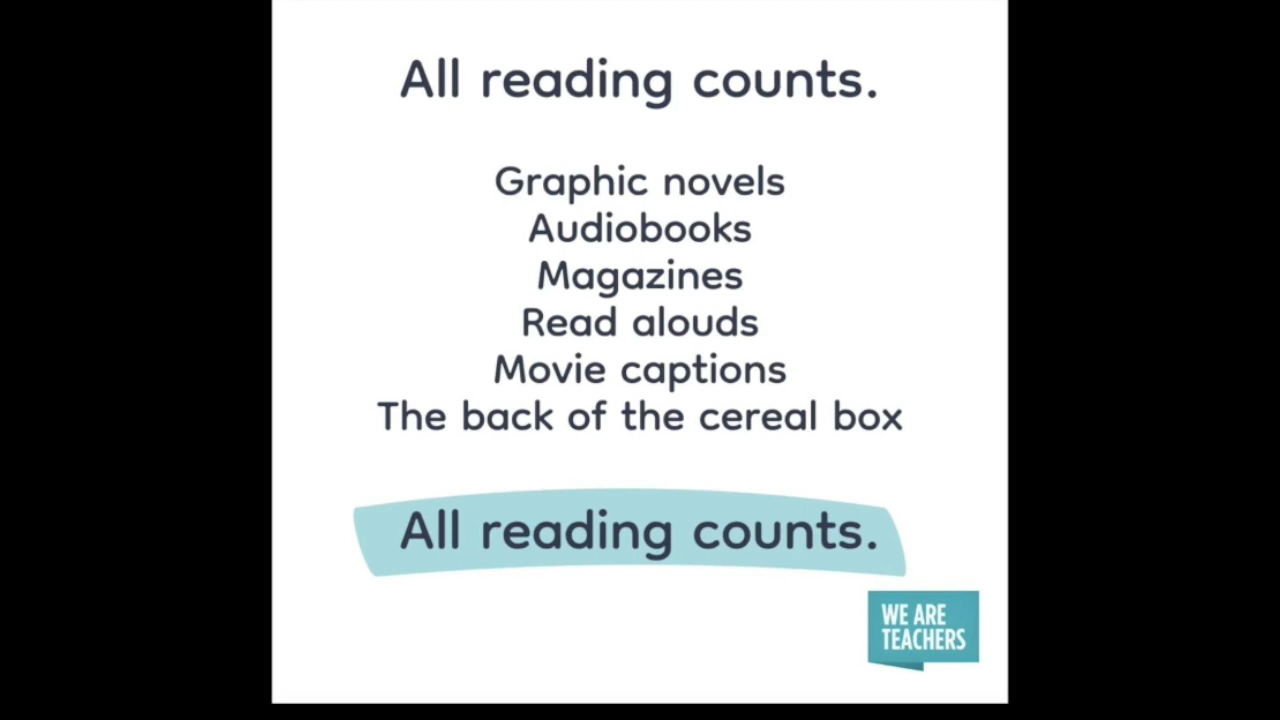 All reading counts.
Graphic novels
Audiobooks
Magazines
Read alouds
Movie captions
The back of the cereal box
All reading counts.
WE ARE
TEACHERS